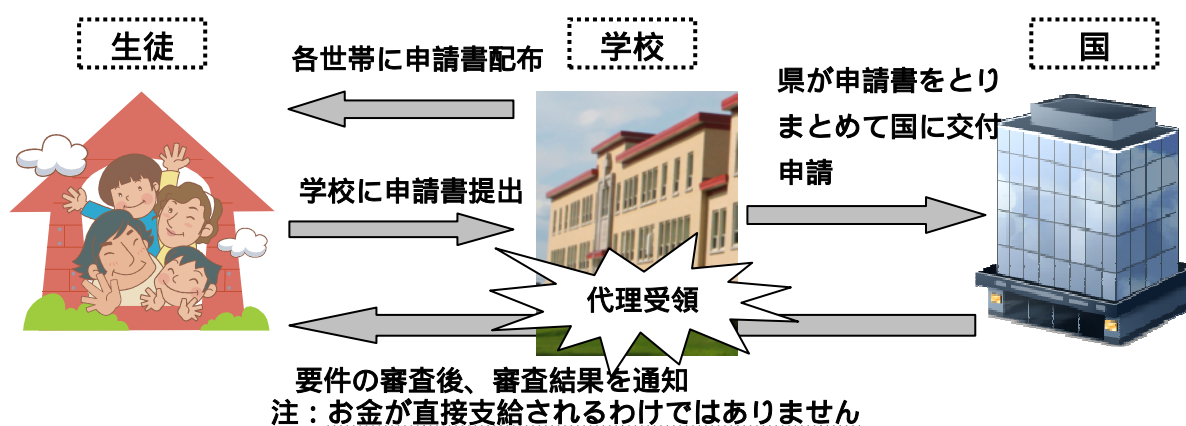 生徒
学校
国
各世帯に申請書配布
県が申請書をとり
まとめて国に交付
申請
学校に申請書提出
代理受領
要件の審査後、審査結果を通知
注：お金が直接支給されるわけではありません